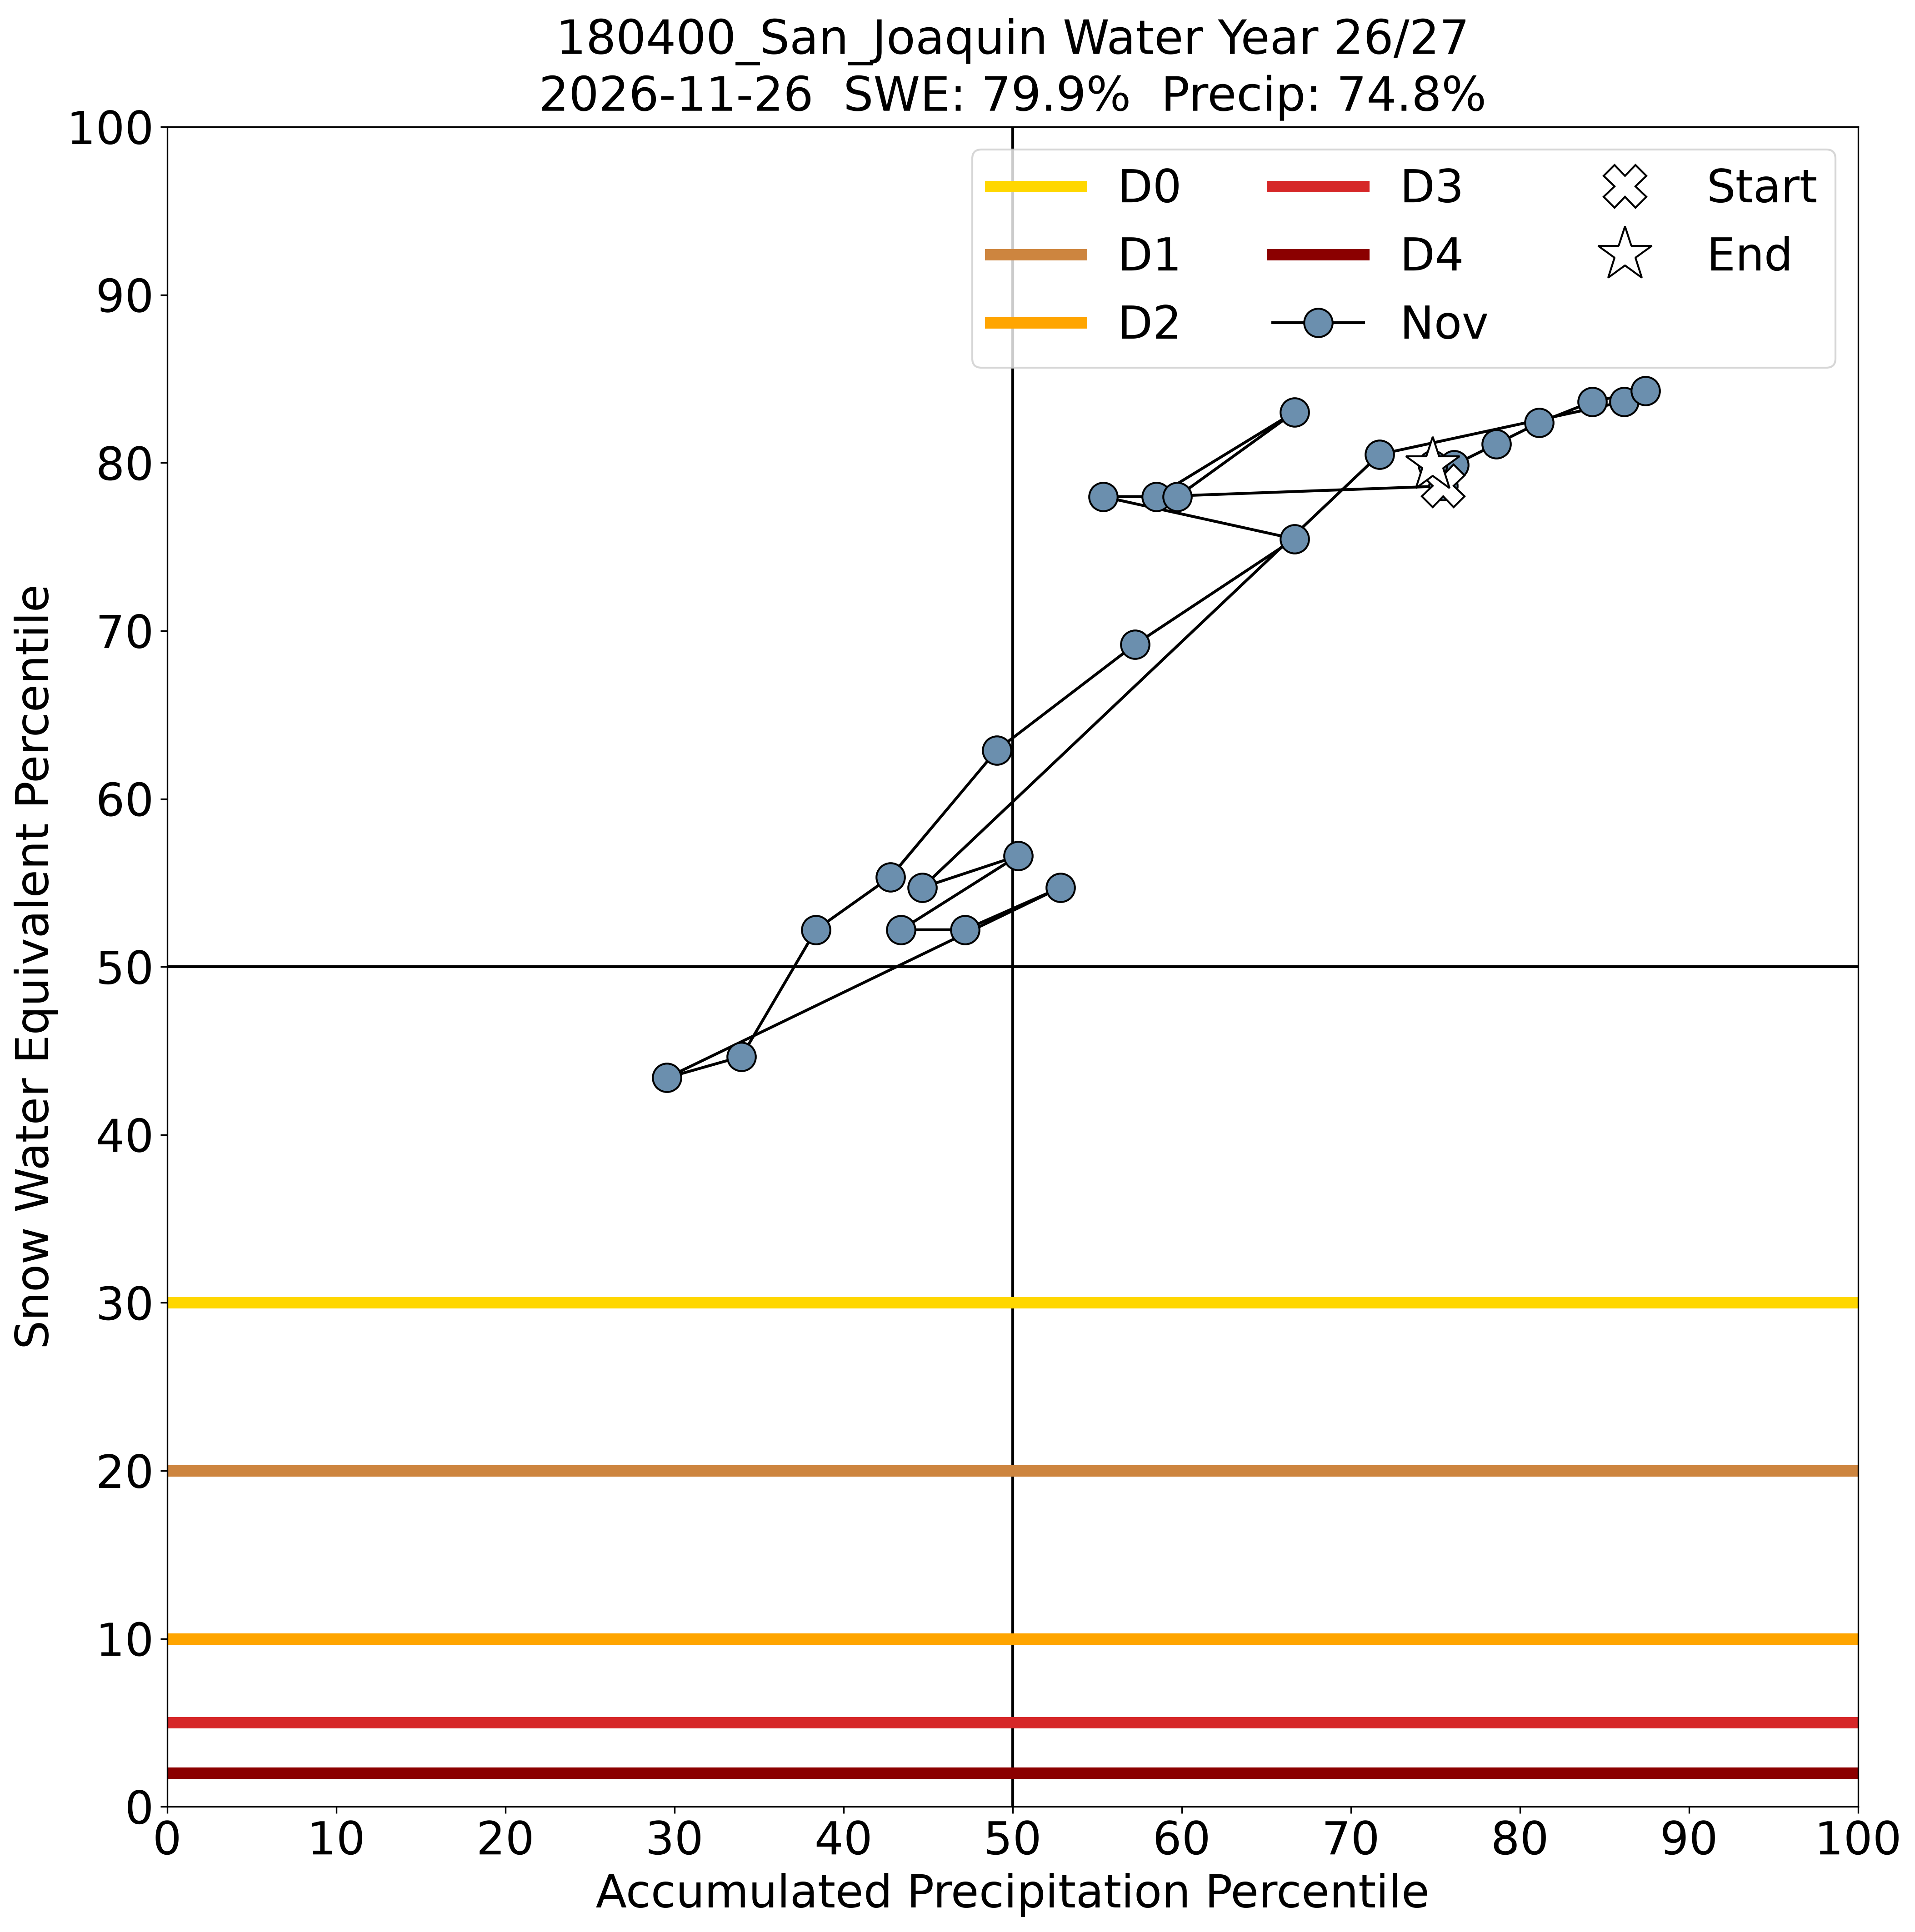 180400_San_Joaquin Water Year 26/27
2026-11-26 SWE: 79.9% Precip: 74.8%
D0
D1
D2
D3
D4
Nov
Start
End
Snow Water Equivalent Percentile
100
90
80
70
60
50
40
30
20
10
0
0 10 20 30 40 50 60 70 80 90 100
Accumulated Precipitation Percentile